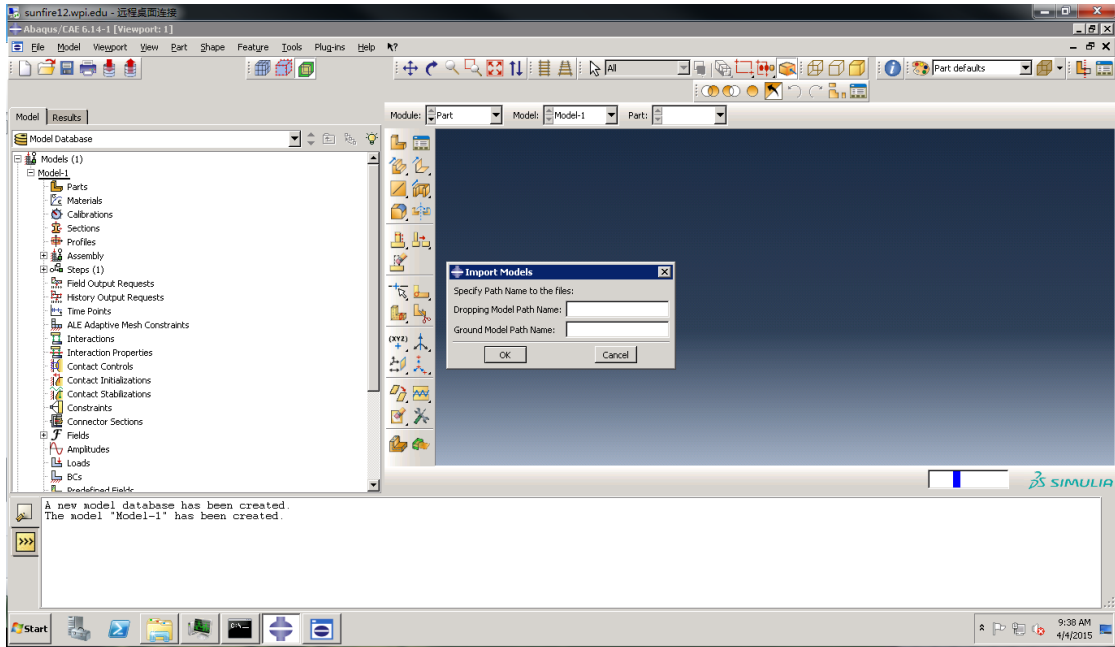 sunfire12.wpi.edu - 远程桌面连接
Abaqus/CAE 6.14-1 [Viewport: 1]
File Model Viewport View Part Shape Feature Tools Plug-ins Help
All
Part defaults
Model Results
Module: Part Model: Model-1 Part:
Model Database
Models (1)
Model-1
Parts
Materials
Calibrations
Sections
Profiles
Assembly
Steps (1)
Field Output Requests
History Output Requests
Time Points
ALE Adaptive Mesh Constraints
Interactions
Interaction Properties
Contact Controls
Contact Initializations
Contact Stabilizations
Constraints
Connector Sections
Fields
Amplitudes
Loads
BCs
Predefined Fields
(XYZ)
Import Models
Specify Path Name to the files:
Dropping Model Path Name:
Ground Model Path Name:
OK Cancel
SIMULIA
A new model database has been created.
The model "Model-1" has been created.
>>>
Start
9:38 AM
4/4/2015